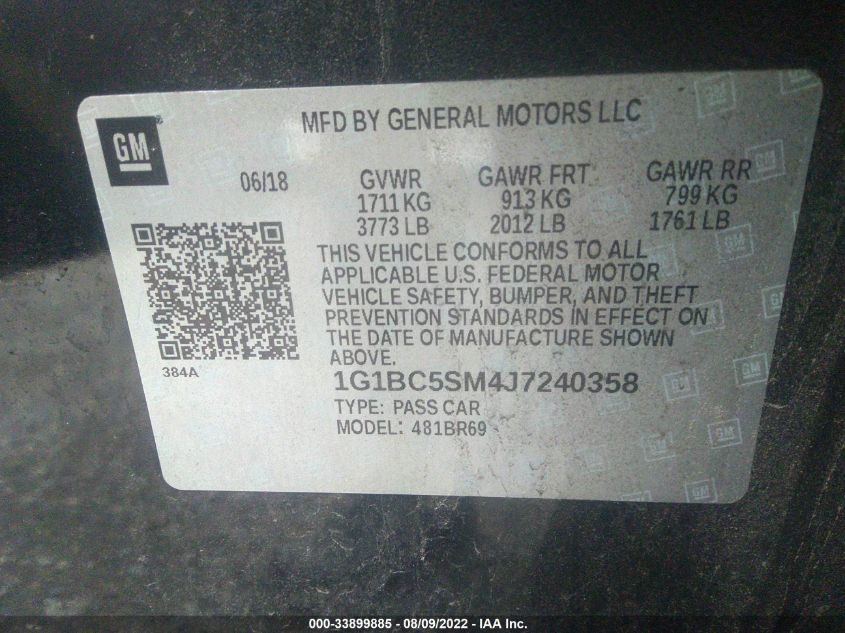 MFD BY GENERAL MOTORS LLC
GM
06/18 GVWR GAWR FRT GAWR RR
1711 KG 913 KG 799 KG
3773 LB 2012 LB 1761 LB
THIS VEHICLE CONFORMS TO ALL
APPLICABLE U.S. FEDERAL MOTOR
VEHICLE SAFETY, BUMPER, AND THEFT
PREVENTION STANDARDS IN EFFECT ON
THE DATE OF MANUFACTURE SHOWN
ABOVE.
384A
1G1BC5SM4J7240358
TYPE: PASS CAR
MODEL: 481BR69
000-33899885 - 08/09/2022 - IAA Inc.